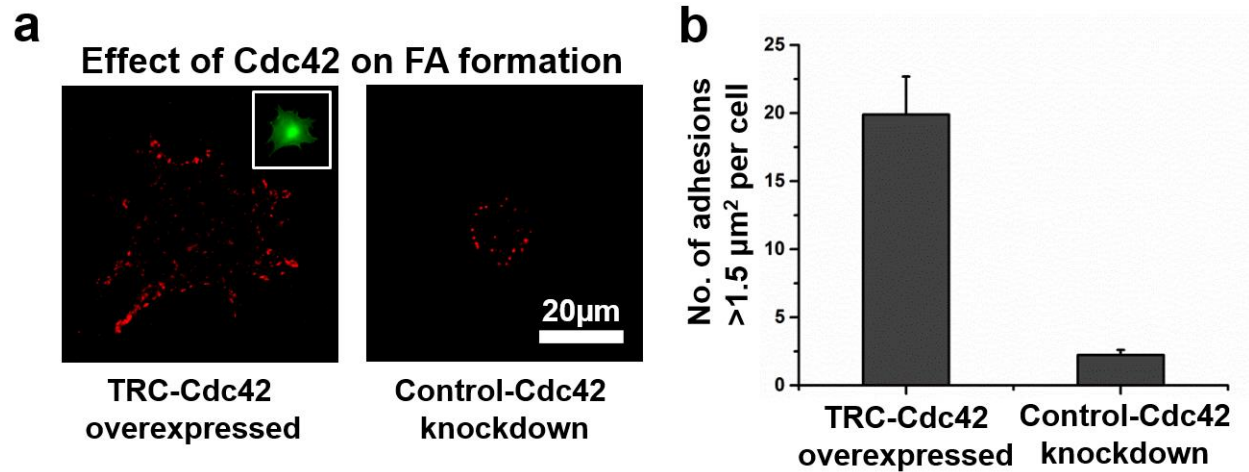 a
Effect of Cdc42 on FA formation
20µm
TRC-Cdc42
overexpressed
Control-Cdc42
knockdown
b
No. of adhesions
>1.5 µm² per cell
25
20
15
10
5
0
TRC-Cdc42
overexpressed
Control-Cdc42
knockdown